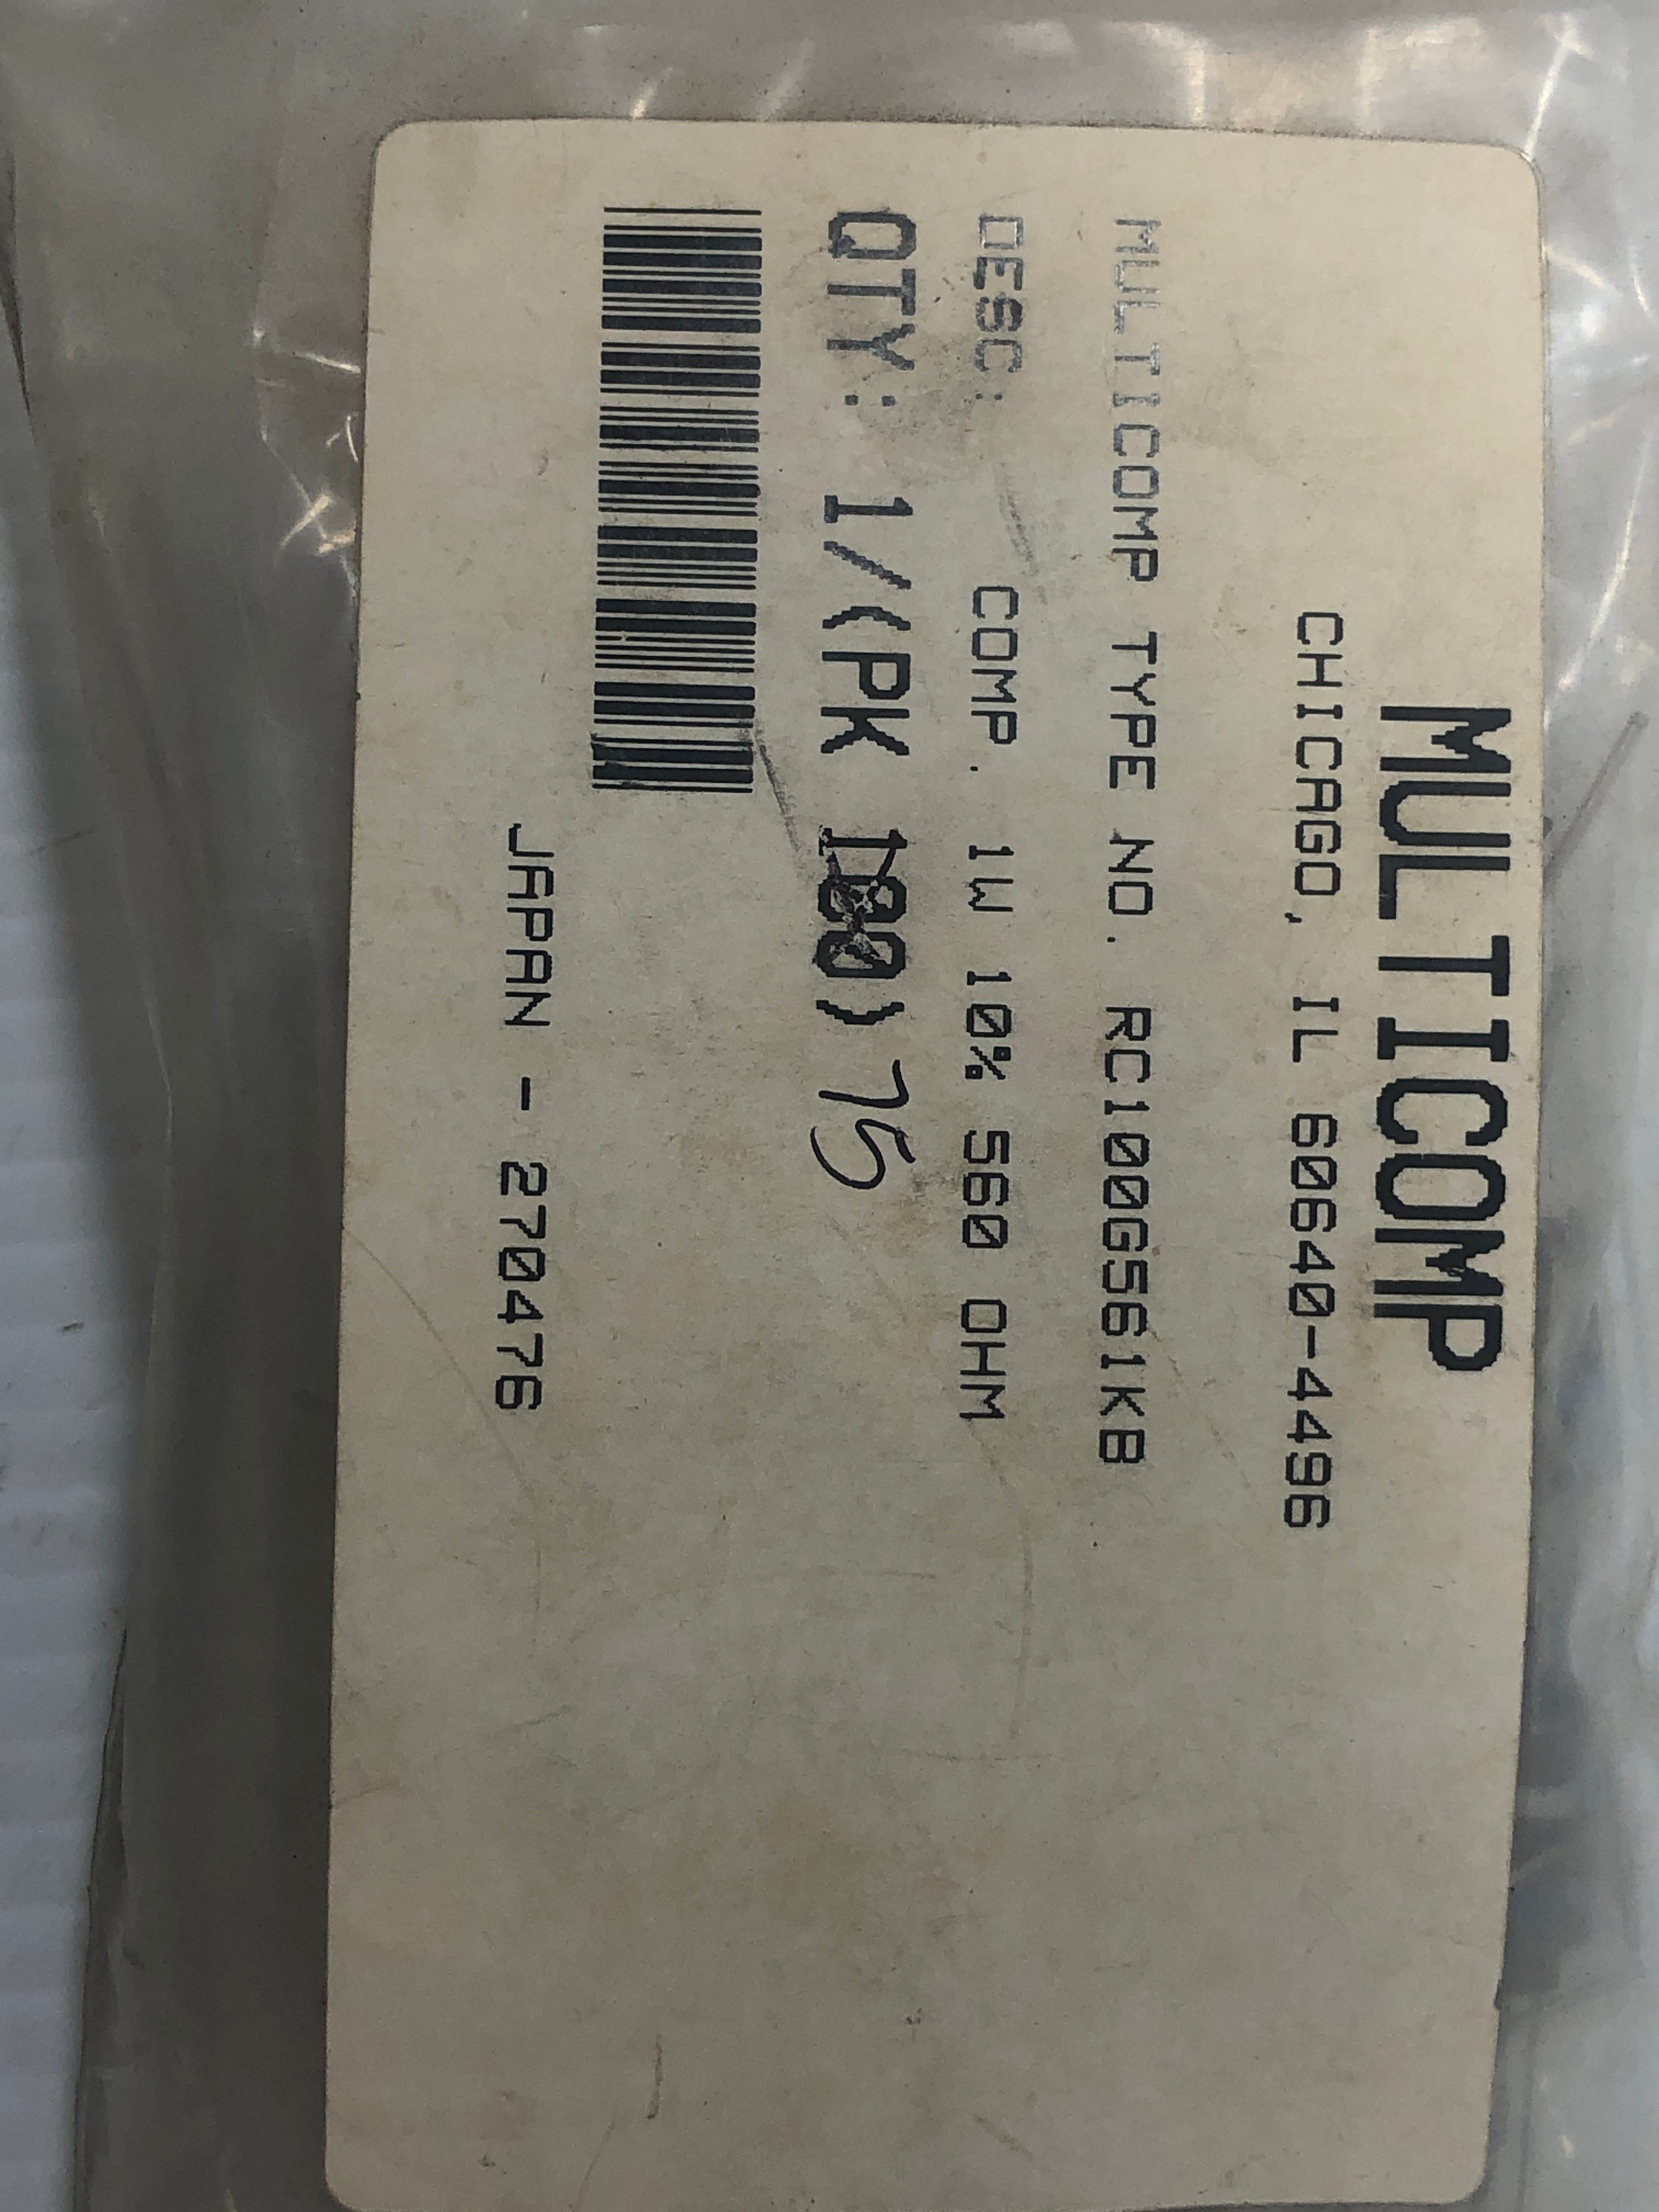 MULTICOMP
CHICAGO, IL 60640-4496
MULTICOMP TYPE NO. RC100G561KB
DESC: COMP. 1W 10% 560 OHM
QTY: 1/(PK 100) 75
JAPAN - 270476